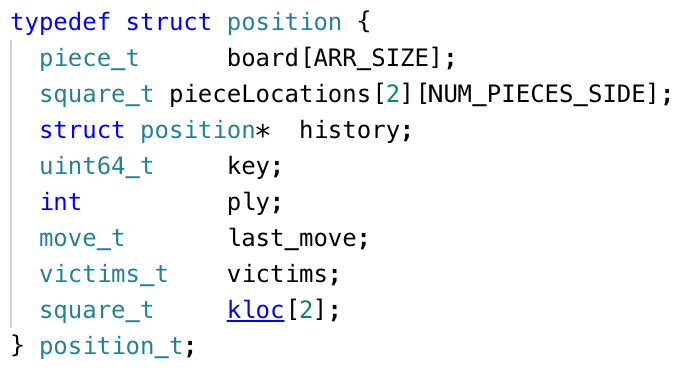 typedef struct position {
  piece_t      board[ARR_SIZE];
  square_t pieceLocations[2][NUM_PIECES_SIDE];
  struct position*  history;
  uint64_t     key;
  int          ply;
  move_t       last_move;
  victims_t    victims;
  square_t     kloc[2];
} position_t;